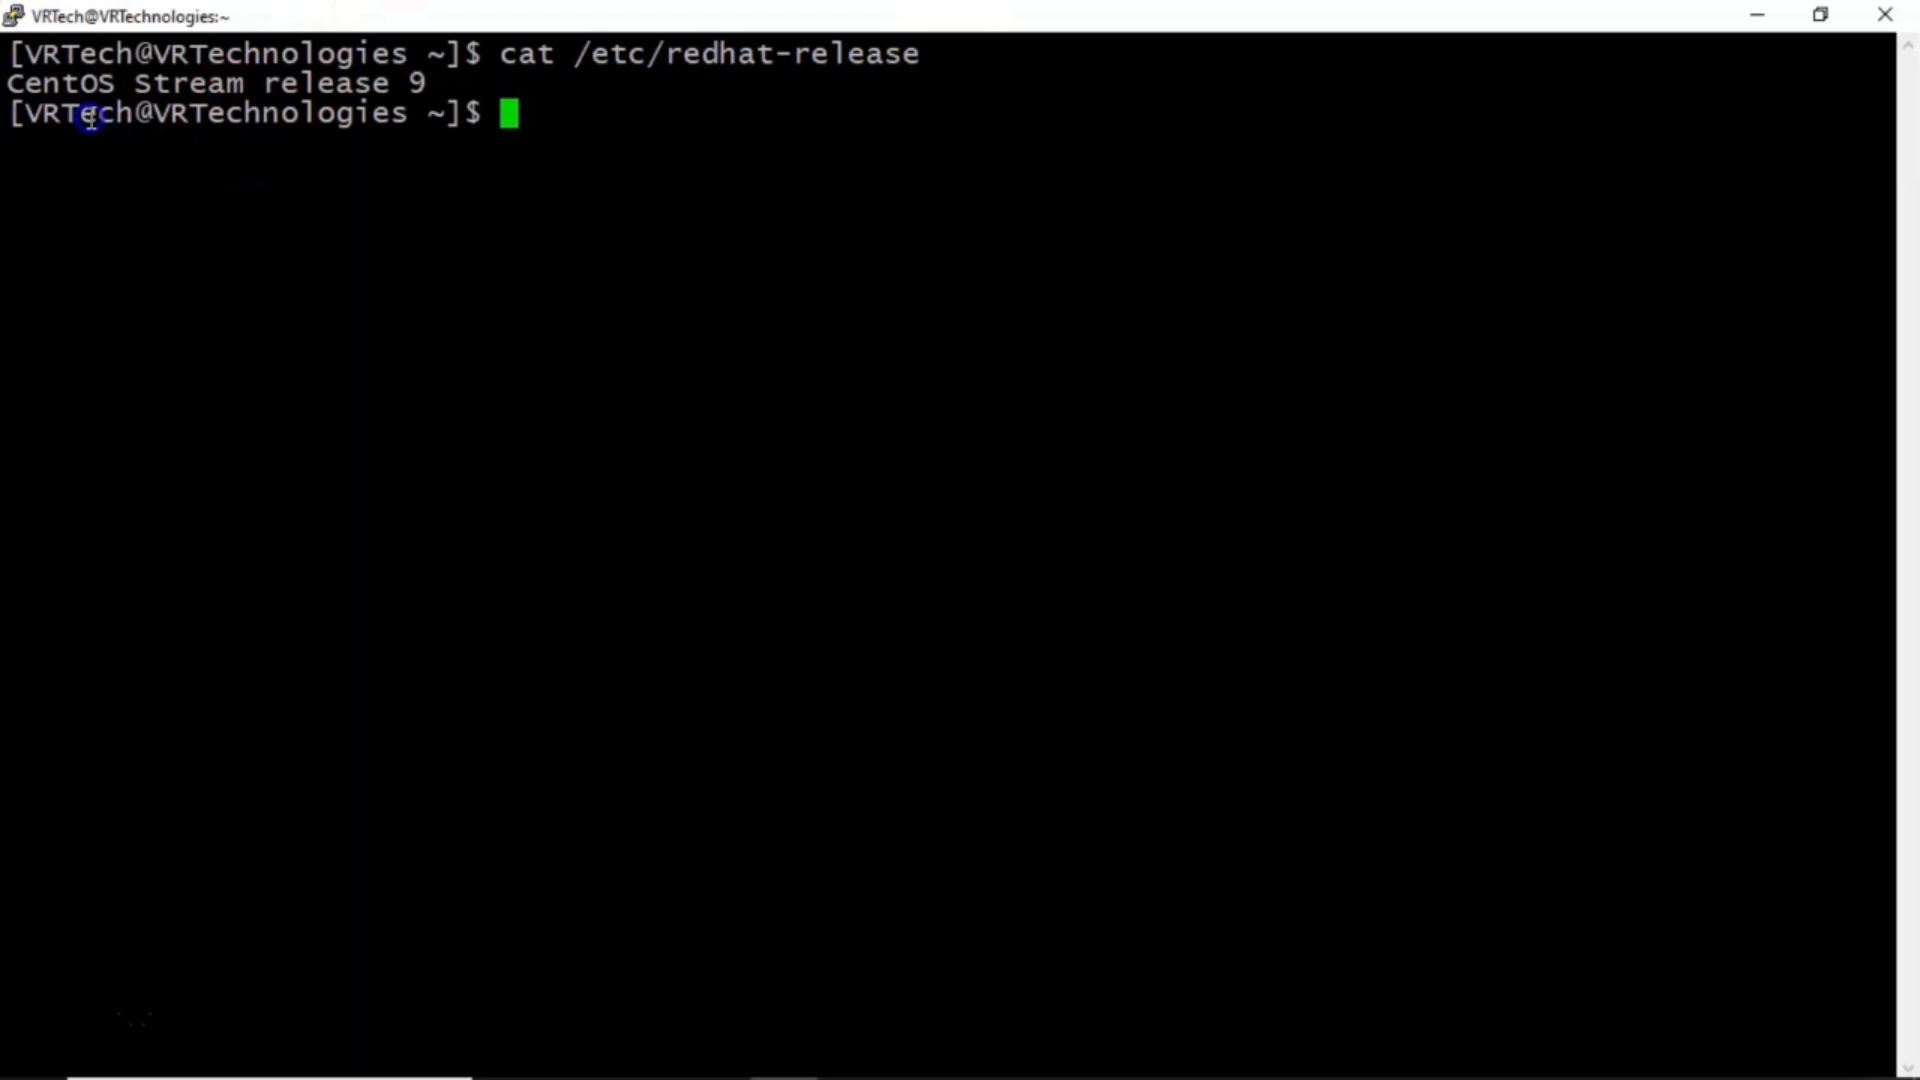 VRTech@VRTechnologies:~
[VRTech@VRTechnologies ~]$ cat /etc/redhat-release
CentOS Stream release 9
[VRTech@VRTechnologies ~]$